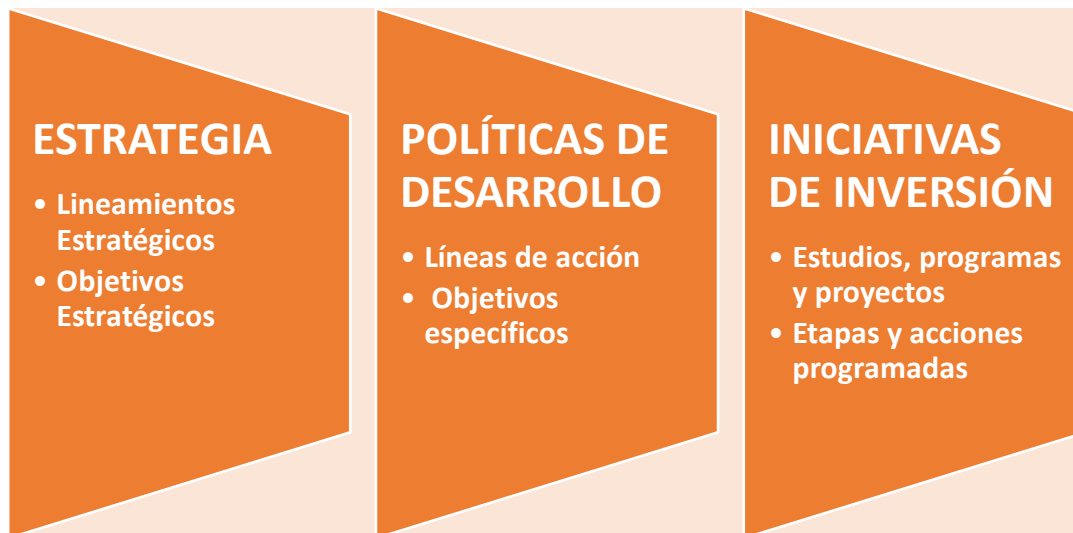 ESTRATEGIA
• Lineamientos
Estratégicos
• Objetivos
Estratégicos
POLÍTICAS DE
DESARROLLO
• Líneas de acción
• Objetivos
específicos
INICIATIVAS
DE INVERSIÓN
• Estudios, programas
y proyectos
• Etapas y acciones
programadas